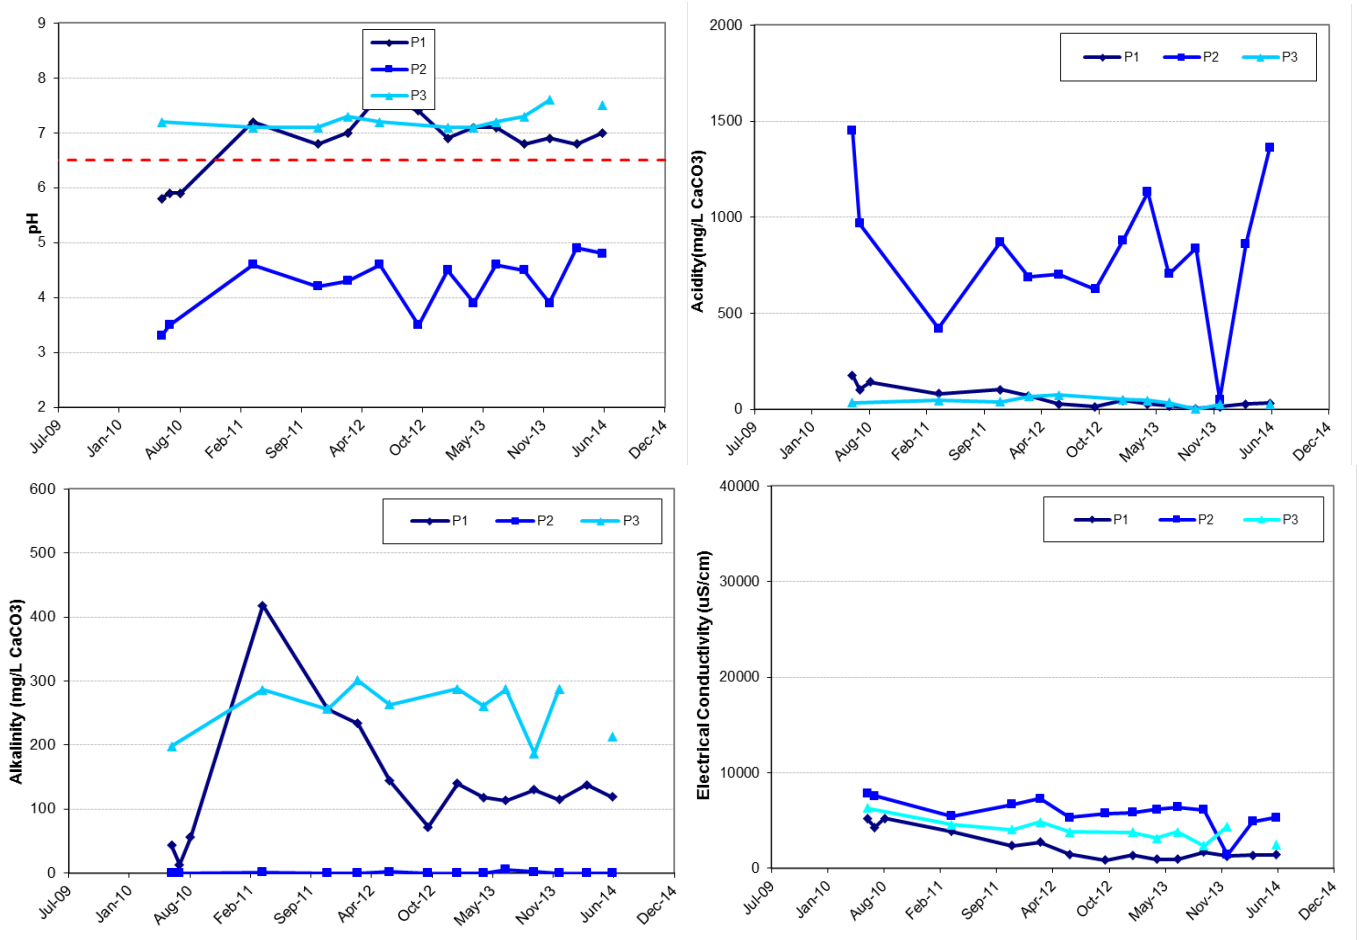 9
8
7
6
5
4
3
2
pH
P1
P2
P3
Jul-09
Jan-10
Aug-10
Feb-11
Sep-11
Apr-12
Oct-12
May-13
Nov-13
Jun-14
Dec-14
2000
1500
1000
500
0
Acidity(mg/L CaCO3)
P1 P2 P3
Jul-09
Jan-10
Aug-10
Feb-11
Sep-11
Apr-12
Oct-12
May-13
Nov-13
Jun-14
Dec-14
600
500
400
300
200
100
0
Alkalinity (mg/L CaCO3)
P1 P2 P3
Jul-09
Jan-10
Aug-10
Feb-11
Sep-11
Apr-12
Oct-12
May-13
Nov-13
Jun-14
Dec-14
40000
30000
20000
10000
0
Electrical Conductivity (uS/cm)
P1 P2 P3
Jul-09
Jan-10
Aug-10
Feb-11
Sep-11
Apr-12
Oct-12
May-13
Nov-13
Jun-14
Dec-14